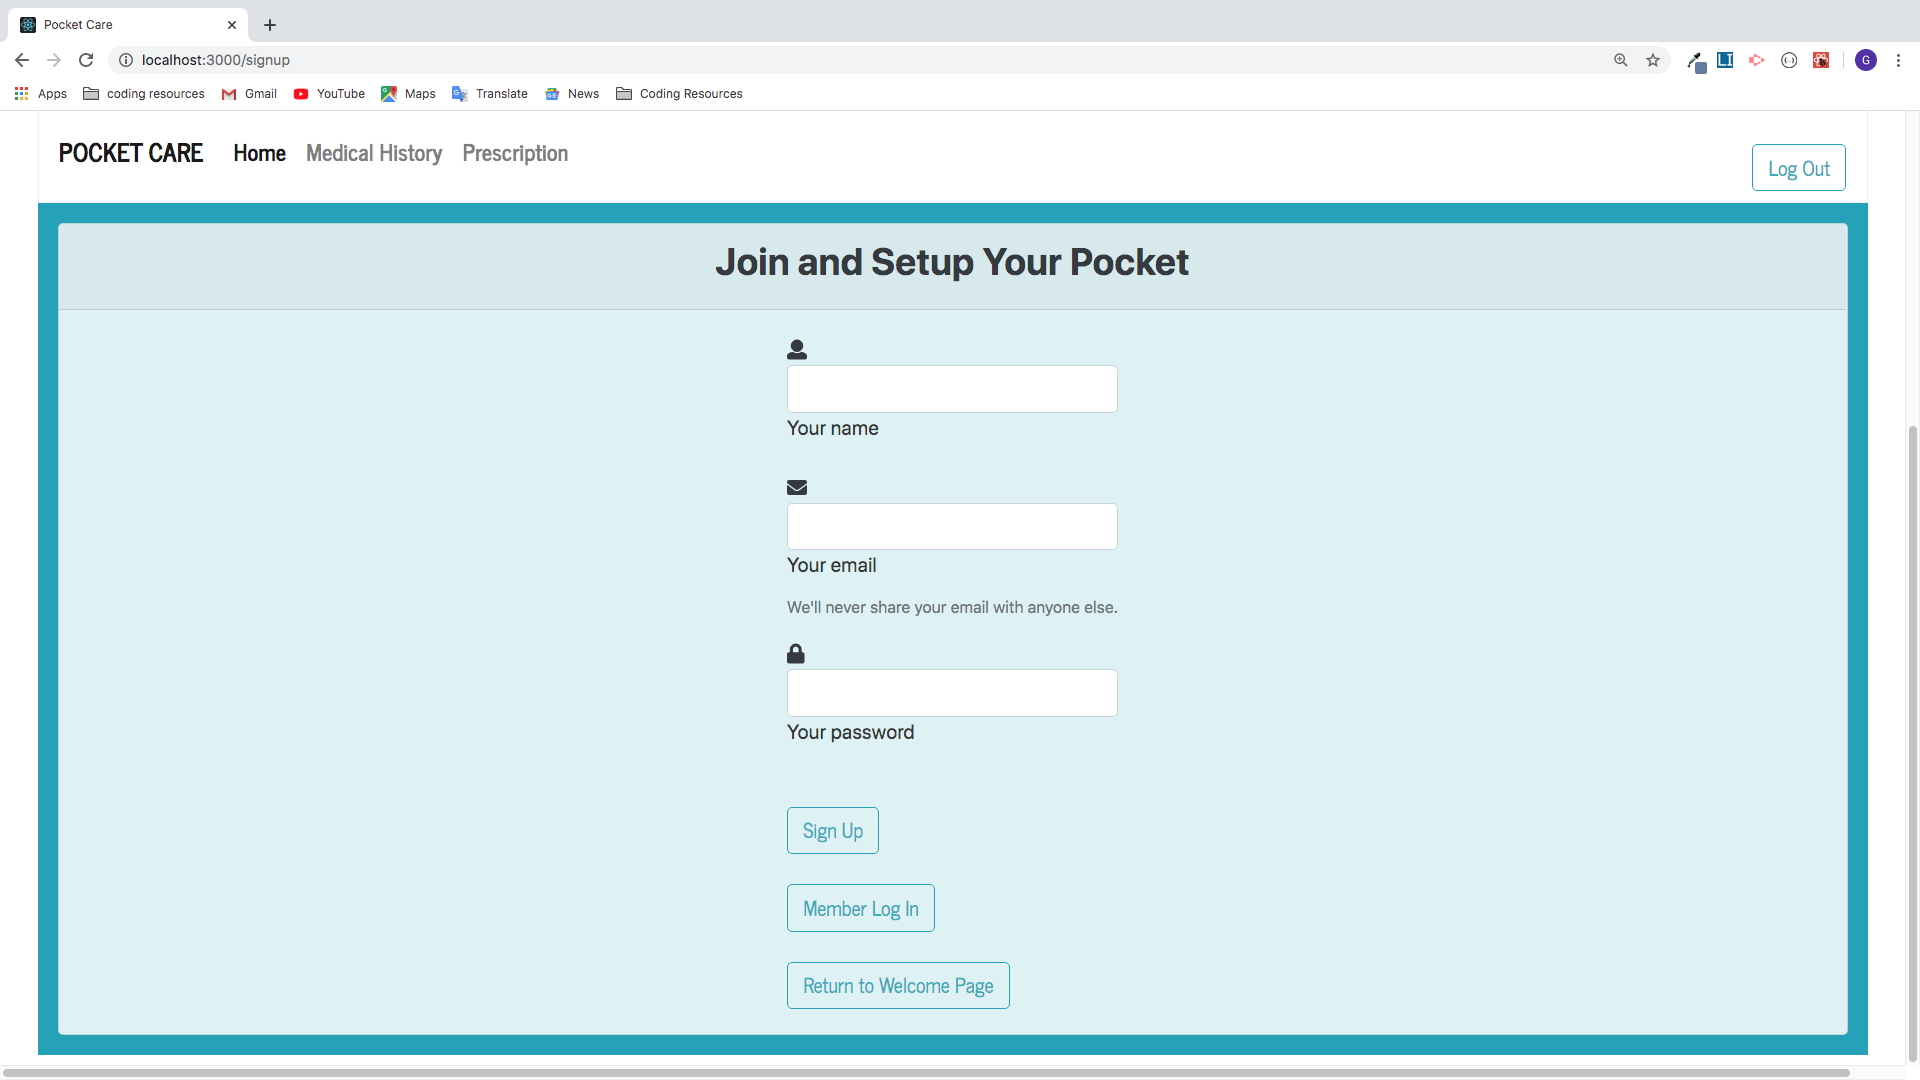 Pocket Care
localhost:3000/signup
G
Apps coding resources Gmail YouTube Maps Translate News Coding Resources
POCKET CARE Home Medical History Prescription
Log Out
Join and Setup Your Pocket
Your name
Your email
We'll never share your email with anyone else.
Your password
Sign Up
Member Log In
Return to Welcome Page